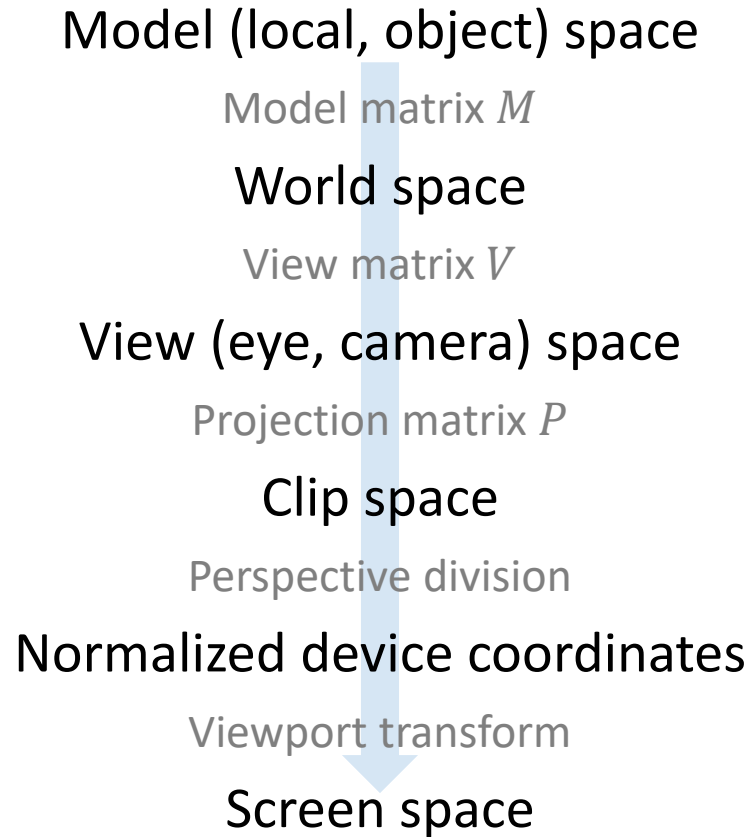 Model (local, object) space
Model matrix M
World space
View matrix V
View (eye, camera) space
Projection matrix P
Clip space
Perspective division
Normalized device coordinates
Viewport transform
Screen space